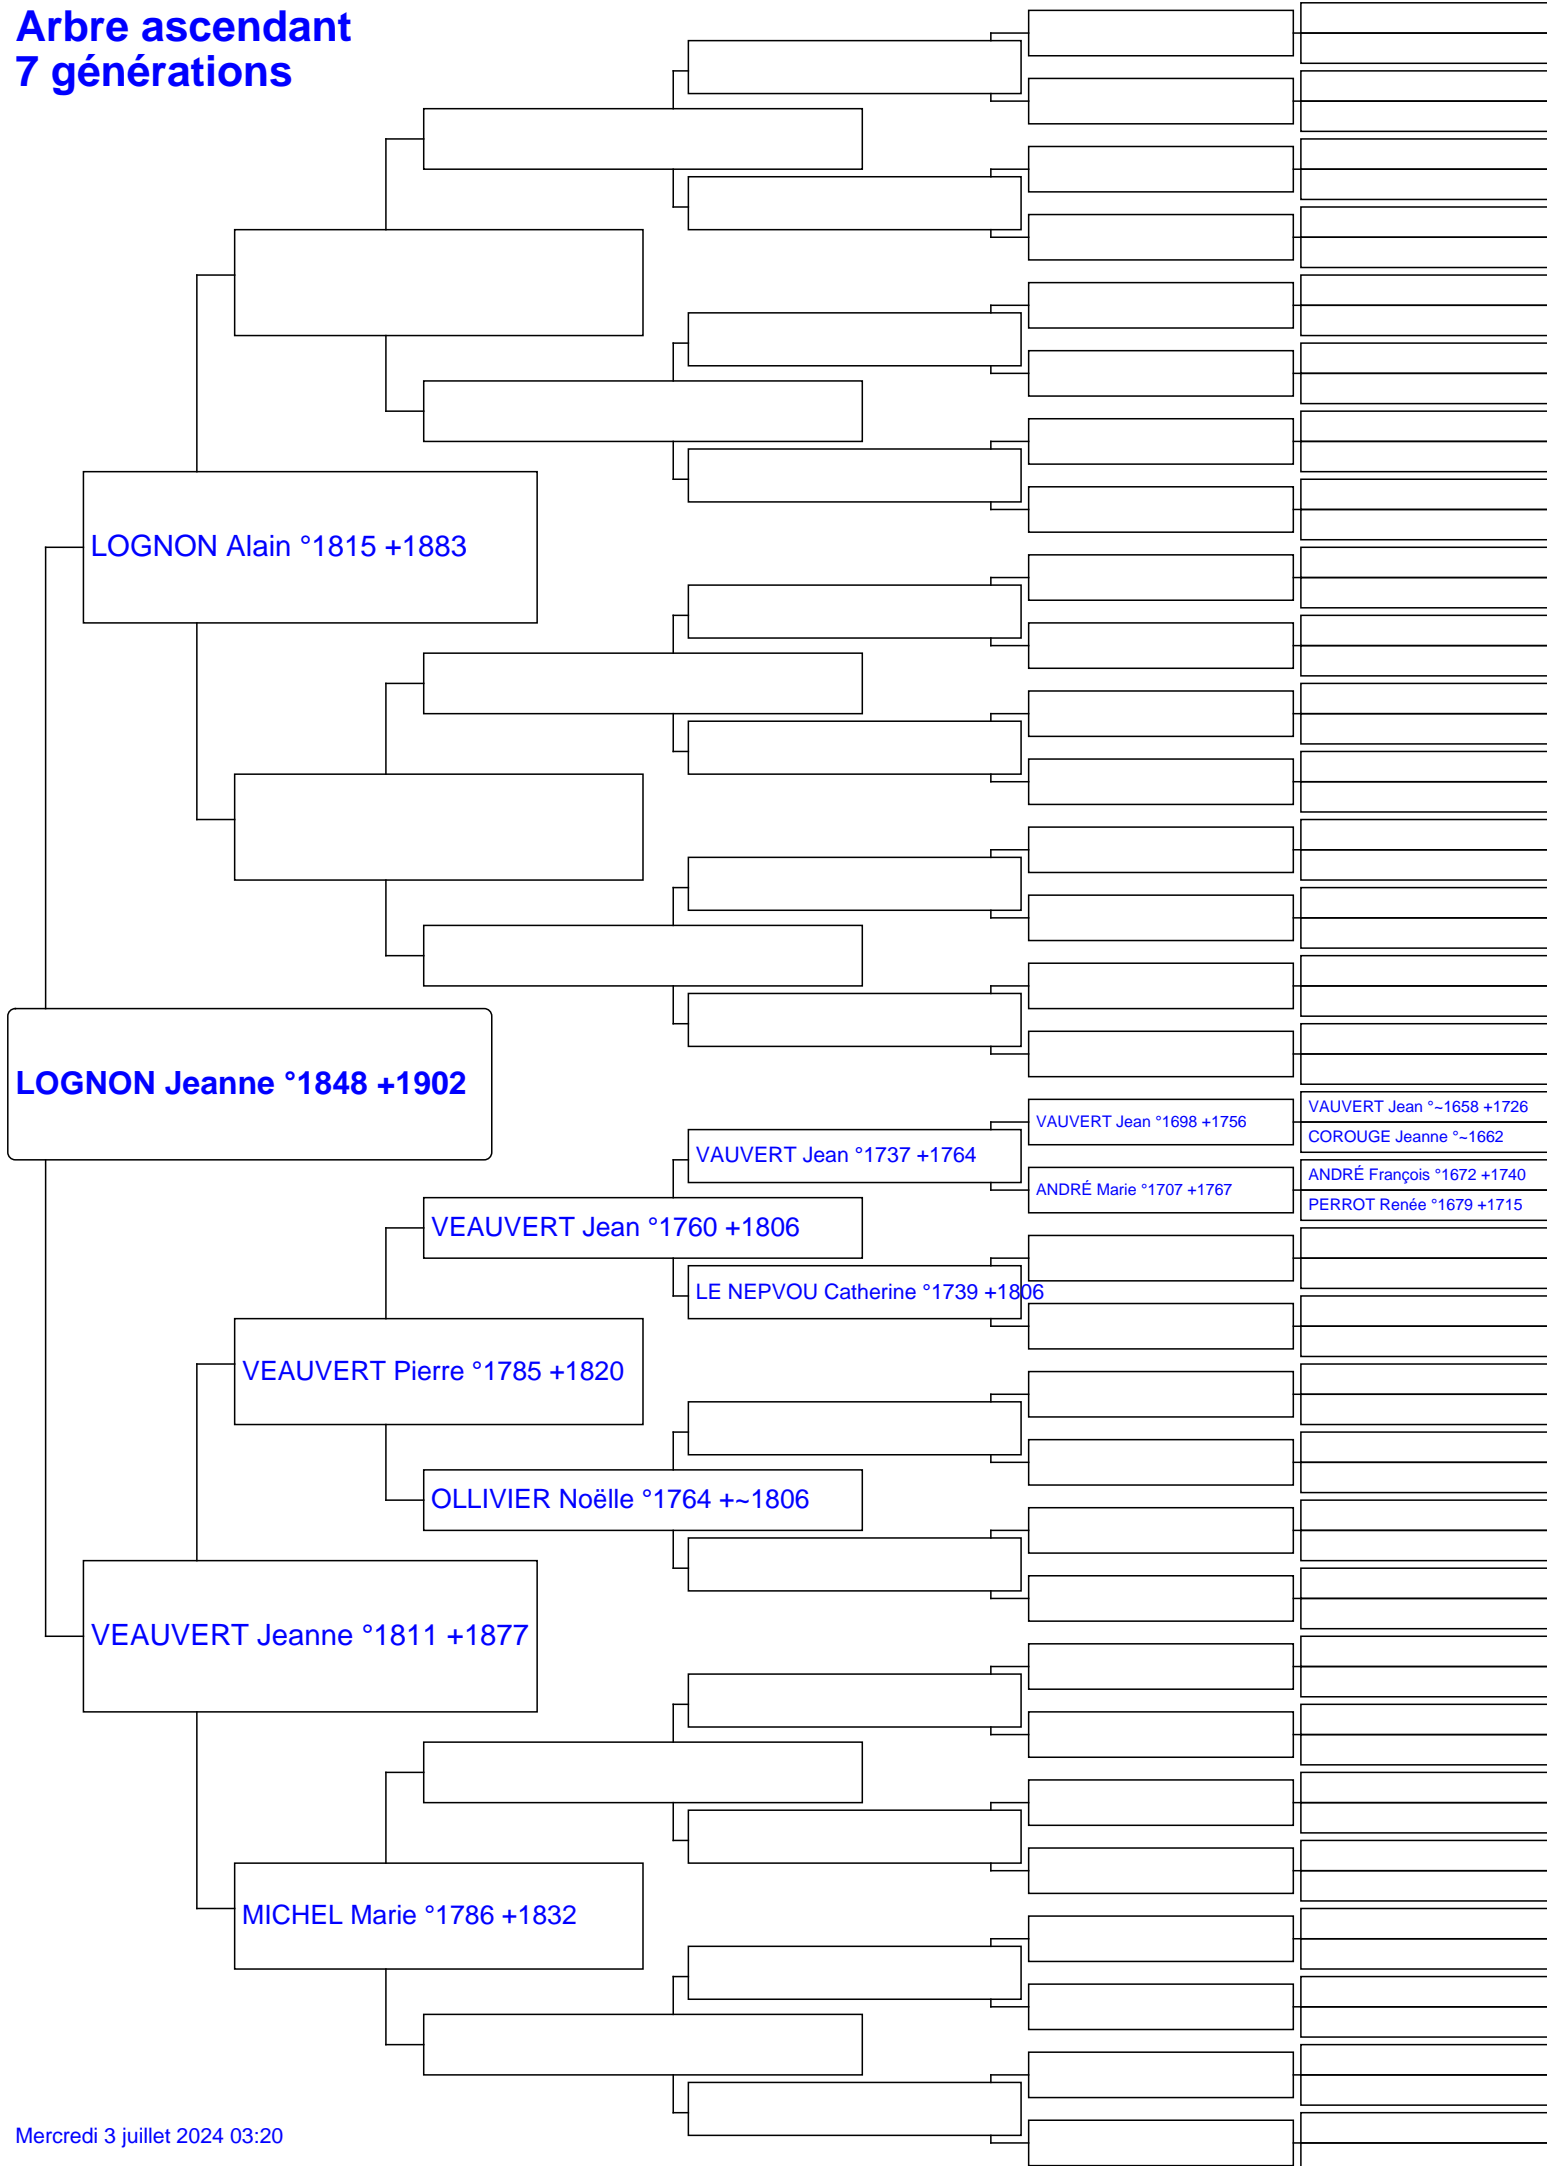 Arbre ascendant
7 générations
LOGNON Alain °1815 +1883
LOGNON Jeanne °1848 +1902
VAUVERT Jean °~1658 +1726
VAUVERT Jean °1698 +1756
COROUGE Jeanne °~1662
VAUVERT Jean °1737 +1764
ANDRÉ François °1672 +1740
ANDRÉ Marie °1707 +1767
PERROT Renée °1679 +1715
VEAUVERT Jean °1760 +1806
LE NEPVOU Catherine °1739 +1806
VEAUVERT Pierre °1785 +1820
OLLIVIER Noëlle °1764 +~1806
VEAUVERT Jeanne °1811 +1877
MICHEL Marie °1786 +1832
Mercredi 3 juillet 2024 03:20